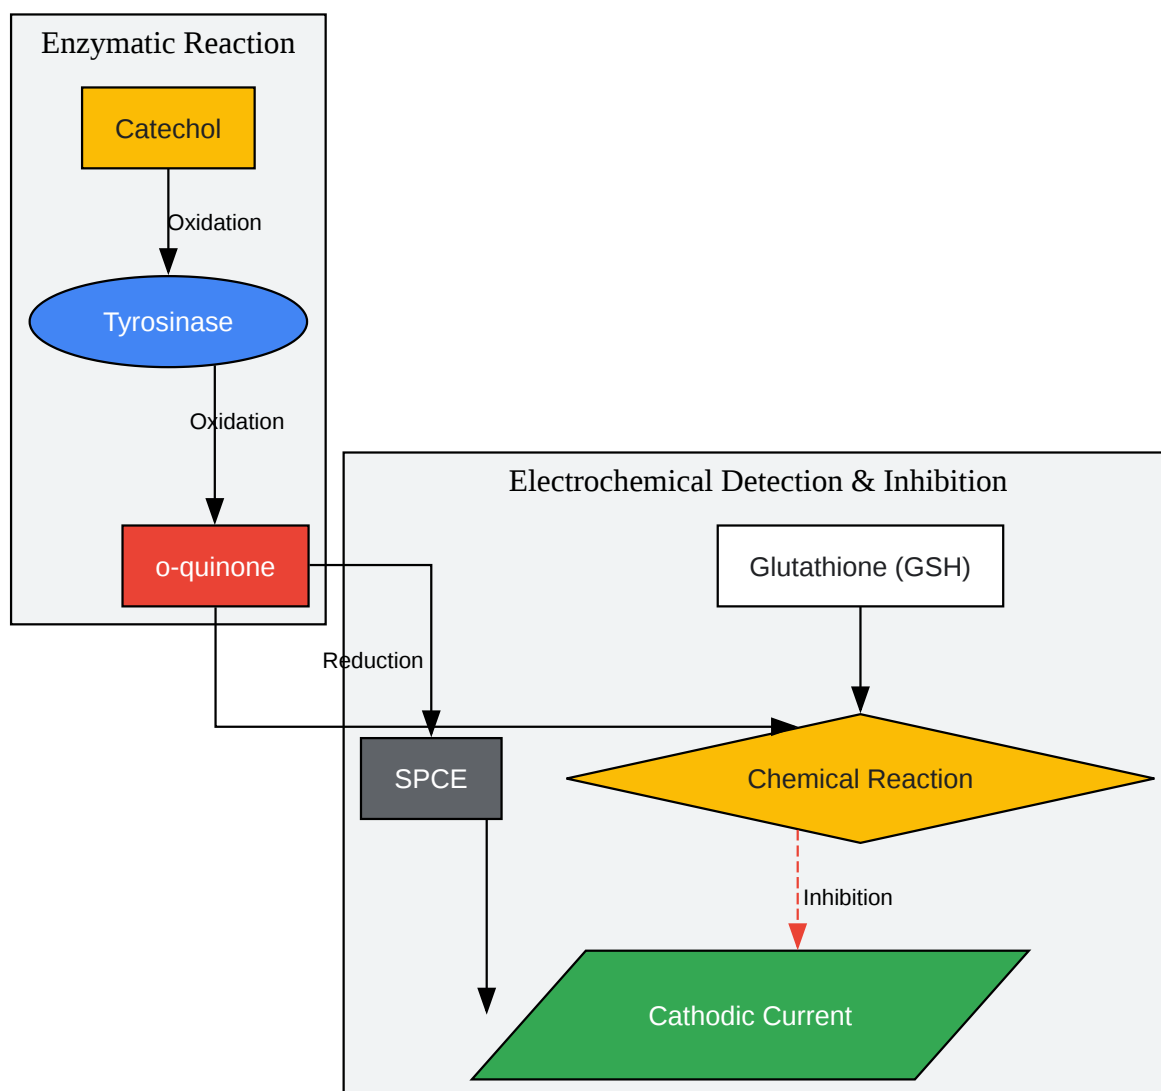 Enzymatic Reaction
Catechol
Oxidation
Tyrosinase
Oxidation
o-quinone
Electrochemical Detection & Inhibition
Glutathione (GSH)
Reduction
SPCE
Chemical Reaction
Inhibition
Cathodic Current